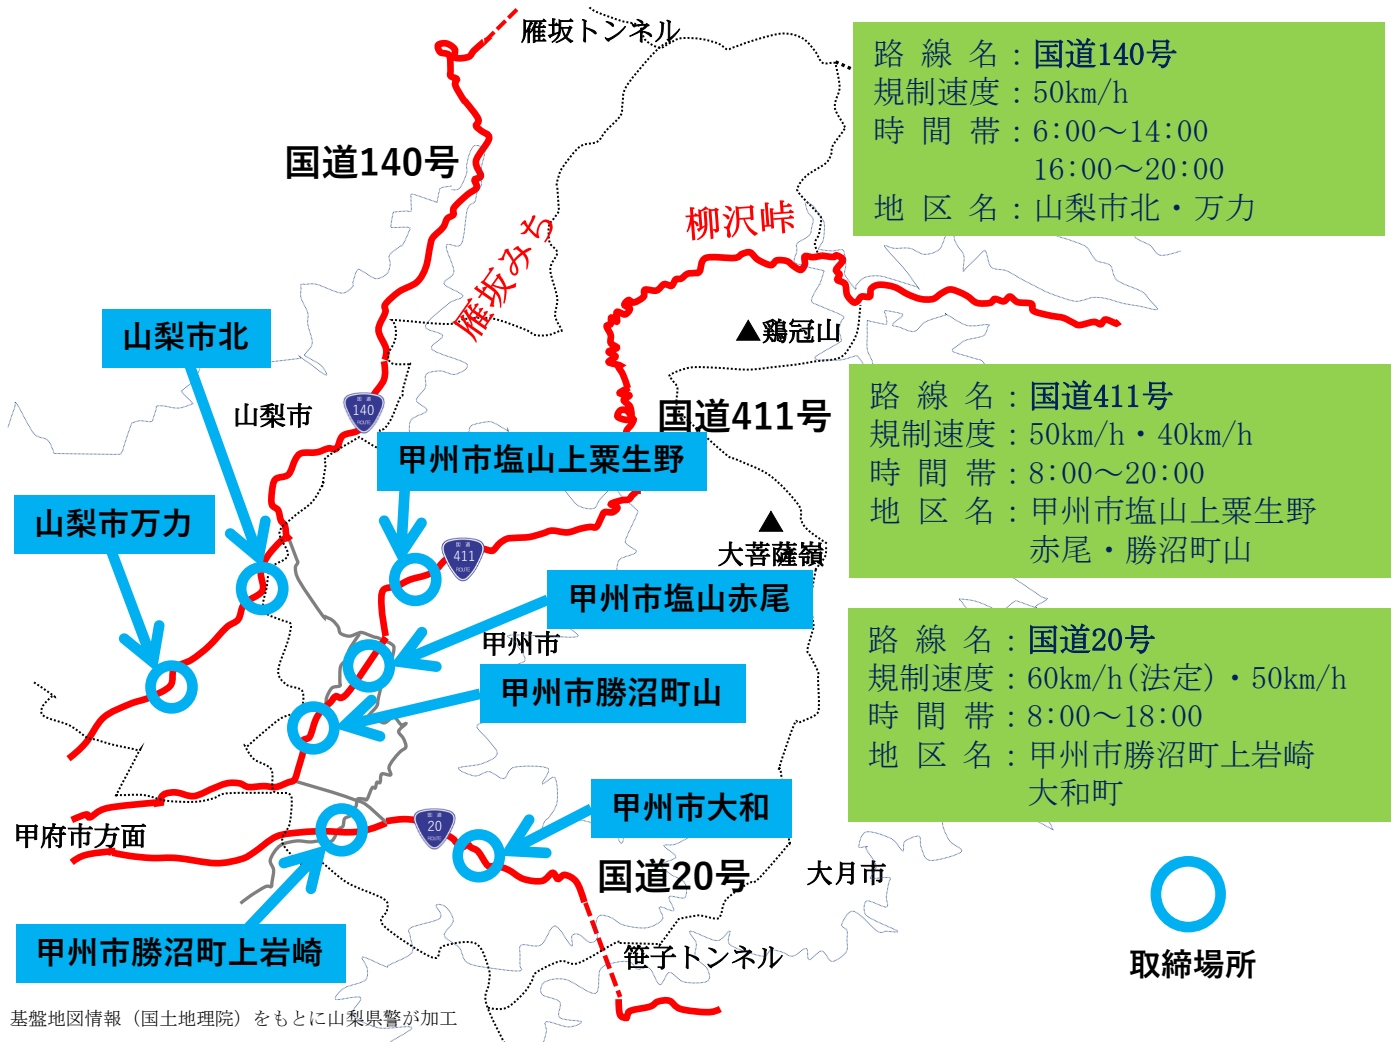 雁坂トンネル
路線名：国道140号
規制速度：50km/h
時間帯：6:00～14:00
16:00～20:00
地区名：山梨市北・万力
国道140号
雁坂みち
柳沢峠
▲鶏冠山
山梨市北
山梨市
国道
140
ROUTE
国道411号
路線名：国道411号
規制速度：50km/h・40km/h
時間帯：8:00～20:00
地区名：甲州市塩山上粟生野
赤尾・勝沼町山
甲州市塩山上粟生野
山梨市万力
国道
411
ROUTE
▲
大菩薩嶺
甲州市塩山赤尾
甲州市
甲州市勝沼町山
路線名：国道20号
規制速度：60km/h(法定)・50km/h
時間帯：8:00～18:00
地区名：甲州市勝沼町上岩崎
大和町
甲府市方面
国道
20
ROUTE
甲州市大和
国道20号
大月市
甲州市勝沼町上岩崎
笹子トンネル
取締場所
基盤地図情報（国土地理院）をもとに山梨県警が加工